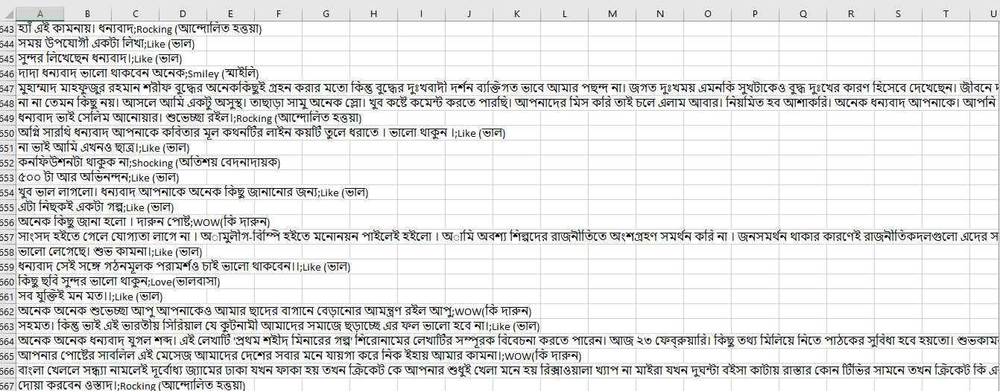 A B C D E F G H I J K L M N O P Q R S T U
643 হ্যাঁ এই কামনায়। ধন্যবাদ;Rocking (আন্দোলিত হত্তয়া)
644 সময় উপযোগী একটা লিখা;Like (ভাল)
645 সুন্দর লিখেছেন ধন্যবাদ।;Like (ভাল)
646 দাদা ধন্যবাদ ভালো থাকবেন অনেক;Smiley (স্মাইলি)
647 মুহাম্মাদ মাহফুজুর রহমান শরীফ বুদ্ধের অনেককিছুই গ্রহন করার মতো কিন্তু বুদ্ধের দুঃখবাদী দর্শন ব্যক্তিগত ভাবে আমার পছন্দ না। জগত দুঃখময় এমনকি সুখটাকেও বুদ্ধ দুঃখের কারণ হিসেবে দেখেছেন। জীবনে
648 না না তেমন কিছু নয়। আসলে আমি একটু অসুস্থ। তাছাড়া সামু অনেক স্লো। খুব কষ্টে কমেন্ট করতে পারছি। আপনাদের মিস করি তাই চলে এলাম আবার। নিয়মিত হব আশাকরি। অনেক ধন্যবাদ আপনাকে। আপনি
649 ধন্যবাদ ভাই সেলিম আনোয়ার। শুভেচ্ছা রইল।;Rocking (আন্দোলিত হত্তয়া)
650 অগ্নি সারথি ধন্যবাদ আপনাকে কবিতার মূল কথনটির লাইন কয়টি তুলে ধরাতে । ভালো থাকুন ।;Like (ভাল)
651 না ভাই আমি এখনও ছাত্র।;Like (ভাল)
652 কনফিউশনটা থাকুক না;Shocking (অতিশয় বেদনাদায়ক)
653 ৫০০ টা আর অভিনন্দন;Like (ভাল)
654 খুব ভাল লাগলো। ধন্যবাদ আপনাকে অনেক কিছু জানানোর জন্য;Like (ভাল)
655 এটা নিছকই একটা গল্প;Like (ভাল)
656 অনেক কিছু জানা হলো । দারুন পোষ্ট;WOW(কি দারুন)
657 সাংসদ হইতে গেলে যোগ্যতা লাগে না । অামুলীগ-বিম্পি হইতে মনোনয়ন পাইলেই হইলো । অামি অবশ্য শিল্পদের রাজনীতিতে অংশগ্রহণ সমর্থন করি না । জনসমর্থন থাকার কারণেই রাজনীতিকদলগুলো এদের
658 ভালো লেগেছে। শুভ কামনা।;Like (ভাল)
659 ধন্যবাদ সেই সঙ্গে গঠনমূলক পরামর্শও চাই ভালো থাকবেন।।;Like (ভাল)
660 কিছু ছবি সুন্দর ভালো থাকুন;Love(ভালবাসা)
661 সব যুক্তিই মন মত।।;Like (ভাল)
662 অনেক অনেক শুভেচ্ছা আপু আপনাকেও আমার ছাদের বাগানে বেড়ানোর আমন্ত্রণ রইল আপু;WOW(কি দারুন)
663 সহমত। কিন্তু ভাই এই ভারতীয় সিরিয়াল যে কুটনামী আমাদের সমাজে ছড়াচ্ছে এর ফল ভালো হবে না।;Like (ভাল)
664 অনেক অনেক ধন্যবাদ যুগল শব্দ। এই লেখাটি 'প্রথম শহীদ মিনারের গল্প' শিরোনামের লেখাটির সম্পূরক বিবেচনা করতে পারেন। আজ ২৩ ফেব্রুয়ারি। কিছু তথ্য মিলিয়ে নিতে পাঠকের সুবিধা হবে হয়তো।
665 আপনার পোষ্টের সাবলিল এই মেসেজ আমাদের দেশের সবার মনে যায়গা করে নিক ইহায় আমার কামনা।;WOW(কি দারুন)
666 বাংলা খেললে সন্ধ্যা নামলেই দূর্বোধ্য জ্যামের ঢাকা যখন ফাকা হয় তখন ক্রিকেট কে আপনার শুধুই খেলা মনে হয় রিক্সাওয়ালা খ্যাপ না মাইরা যখন দুঘন্টা বইসা কাটায় রাস্তার কোন টিভির সামনে তখন ক্রিকেট কি
667 দোয়া করবেন ওস্তাদ।;Rocking (আন্দোলিত হত্তয়া)